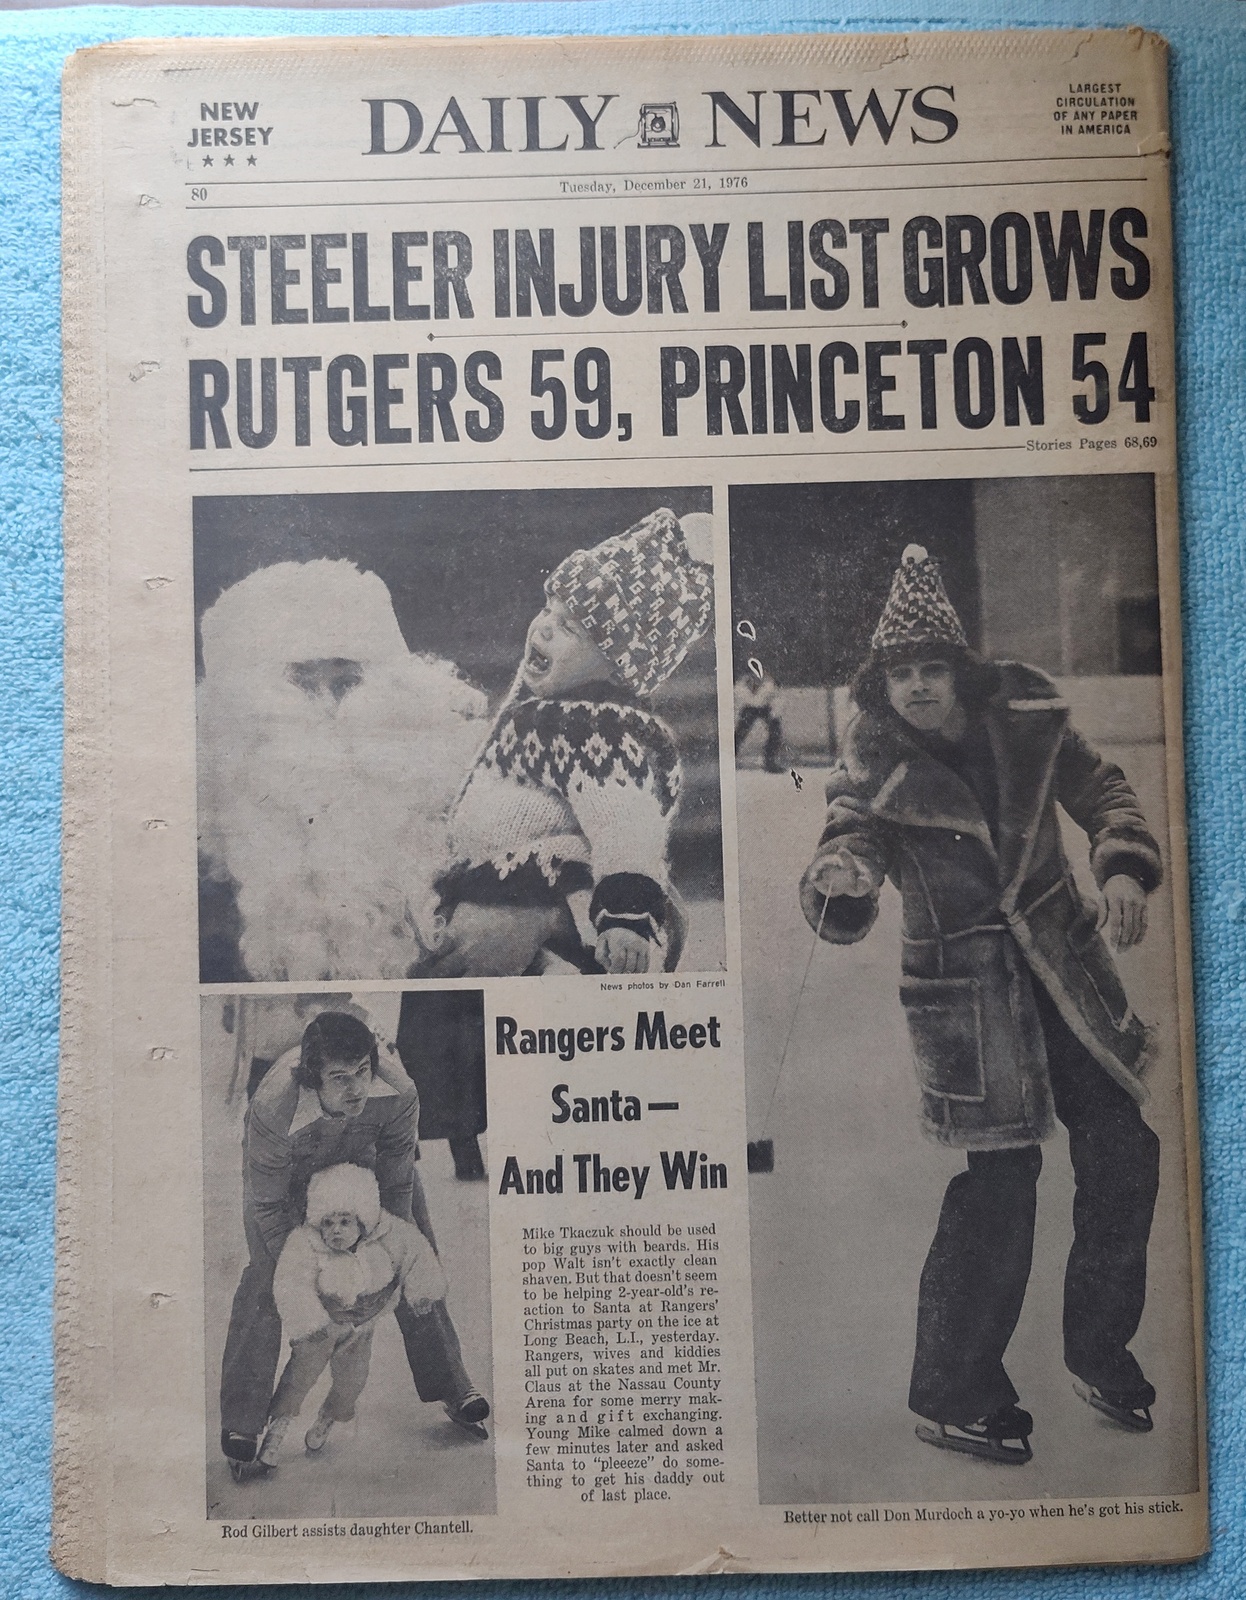 NEW
JERSEY
★ ★ ★
DAILY NEWS
LARGEST
CIRCULATION
OF ANY PAPER
IN AMERICA
80
Tuesday, December 21, 1976
STEELER INJURY LIST GROWS
RUTGERS 59, PRINCETON 54
Stories Pages 68,69
News photos by Dan Farrell
Rangers Meet
Santa—
And They Win
Mike Tkaczuk should be used
to big guys with beards. His
pop Walt isn't exactly clean
shaven. But that doesn't seem
to be helping 2-year-old's re-
action to Santa at Rangers'
Christmas party on the ice at
Long Beach, L.I., yesterday.
Rangers, wives and kiddies
all put on skates and met Mr.
Claus at the Nassau County
Arena for some merry mak-
ing and gift exchanging.
Young Mike calmed down a
few minutes later and asked
Santa to "pleeeze" do some-
thing to get his daddy out
of last place.
Rod Gilbert assists daughter Chantell.
Better not call Don Murdoch a yo-yo when he's got his stick.